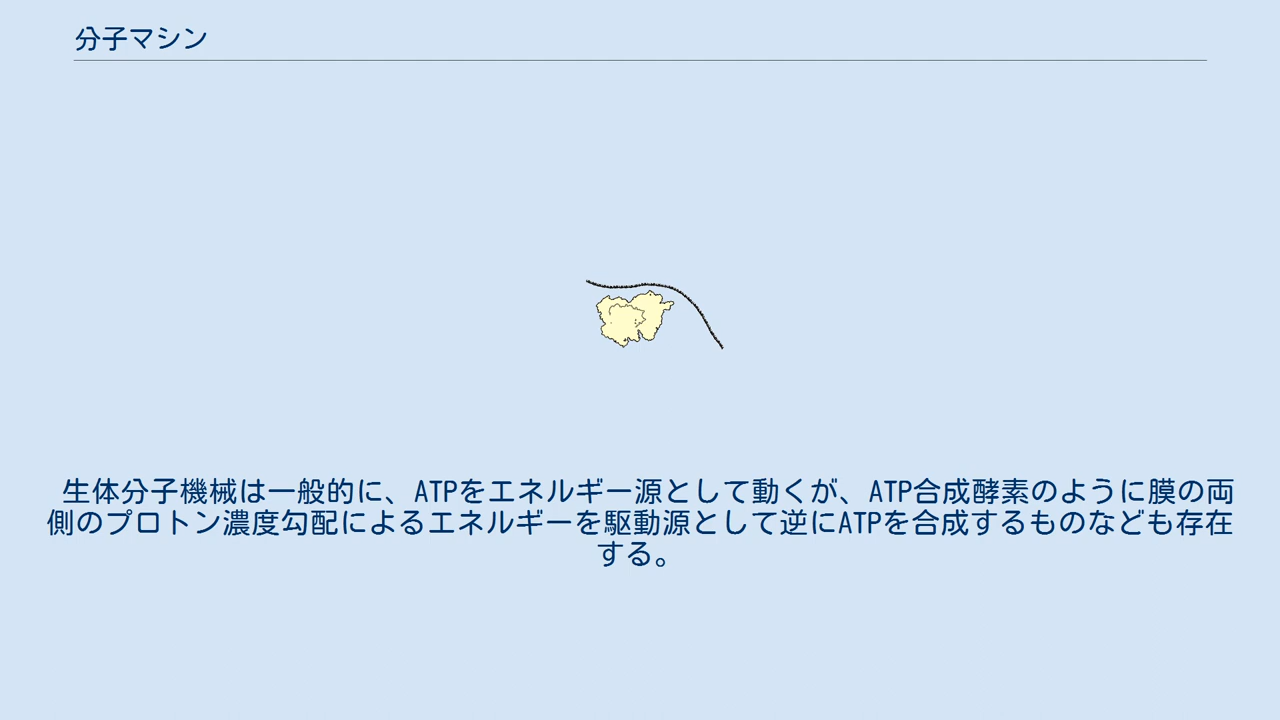 分子マシン
生体分子機械は一般的に、ATPをエネルギー源として動くが、ATP合成酵素のように膜の両
側のプロトン濃度勾配によるエネルギーを駆動源として逆にATPを合成するものなども存在
する。